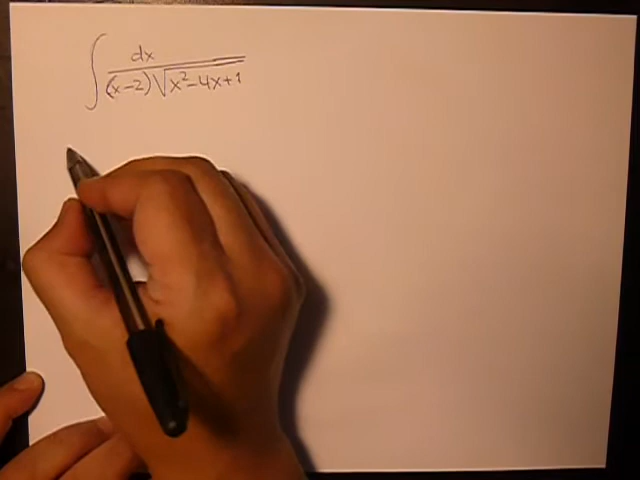 ∫ dx / ((x-2)√(x²-4x+1))